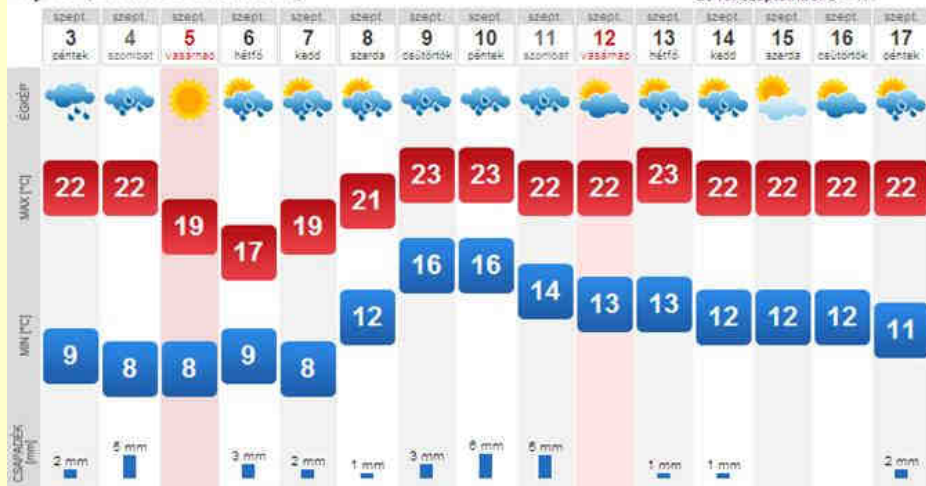 szept. szept. szept. szept. szept. szept. szept. szept. szept. szept. szept. szept. szept. szept. szept.
3 4 5 6 7 8 9 10 11 12 13 14 15 16 17
péntek szombat vasárnap hétfő kedd szerda csütörtök péntek szombat vasárnap hétfő kedd szerda csütörtök péntek
ÉGKÉP
MAX [°C]
22 22 19 17 19 21 23 23 22 22 23 22 22 22 22
MIN [°C]
9 8 8 9 8 12 16 16 14 13 13 12 12 12 11
CSAPADÉK
[mm]
2 mm 5 mm 3 mm 2 mm 1 mm 3 mm 6 mm 6 mm 1 mm 1 mm 2 mm